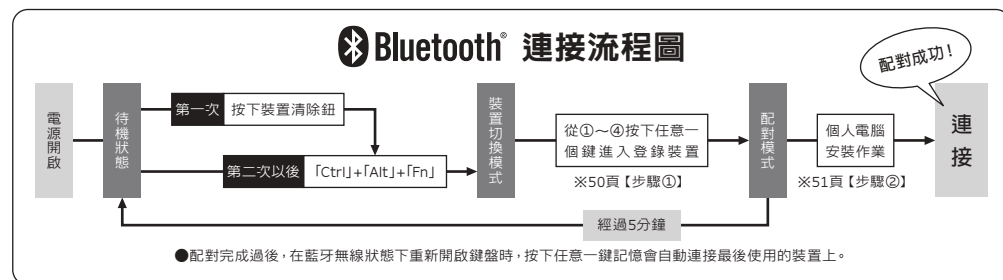 Bluetooth® 連接流程圖
配對成功!
電源開啟
待機狀態
第一次 按下裝置清除鈕
第二次以後 「Ctrl」+「Alt」+「Fn」
裝置切換模式
從①~④按下任意一
個鍵進入登錄裝置
※50頁【步驟①】
配對模式
個人電腦
安裝作業
※51頁【步驟②】
連接
經過5分鐘
●配對完成過後,在藍牙無線狀態下重新開啟鍵盤時,按下任意一鍵記憶會自動連接最後使用的裝置上。